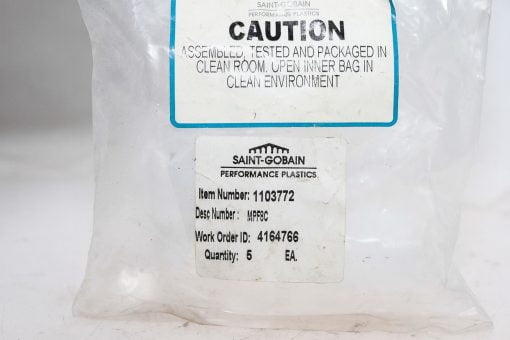 SAINT-GOBAIN
PERFORMANCE PLASTICS
CAUTION
ASSEMBLED, TESTED AND PACKAGED IN
CLEAN ROOM, OPEN INNER BAG IN
CLEAN ENVIRONMENT
SAINT-GOBAIN
PERFORMANCE PLASTICS
Item Number: 1103772
Desc Number : MPF8C
Work Order ID: 4164766
Quantity: 5 EA.